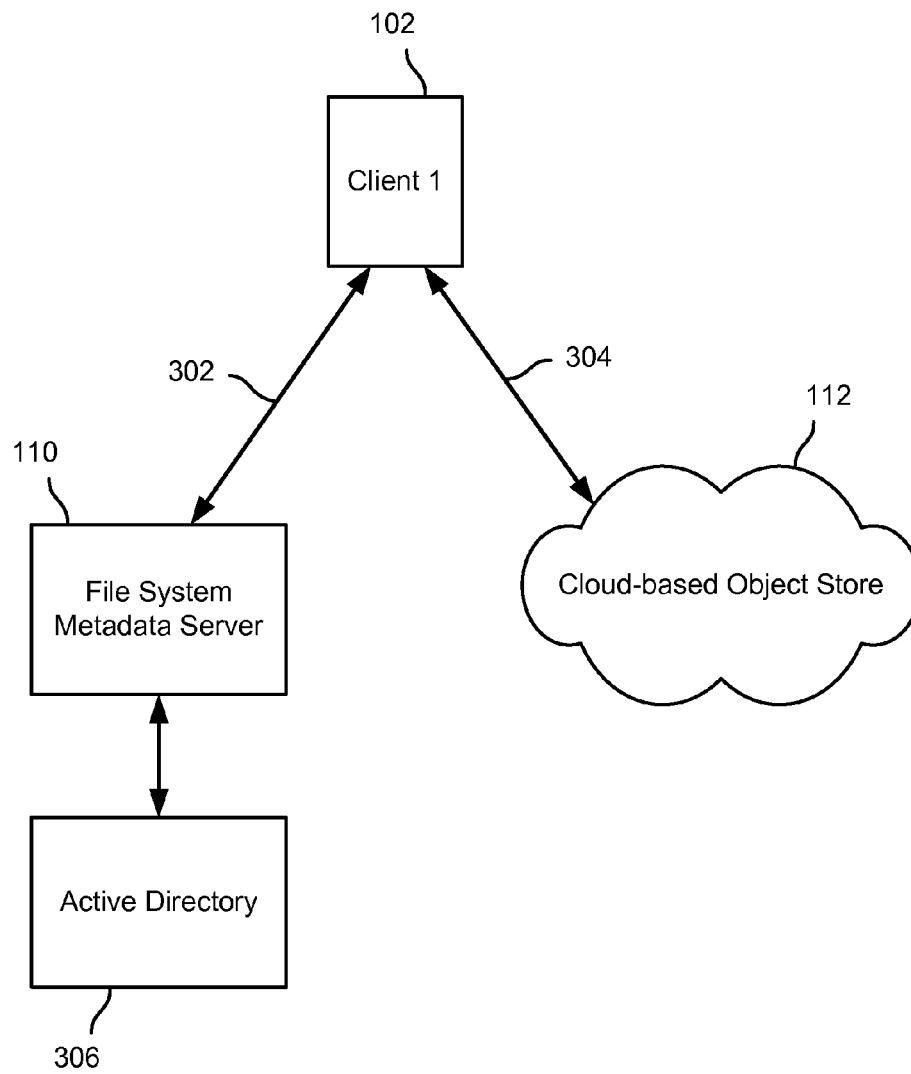 102
Client 1
302
304
110
112
File System
Metadata Server
Cloud-based Object Store
Active Directory
306